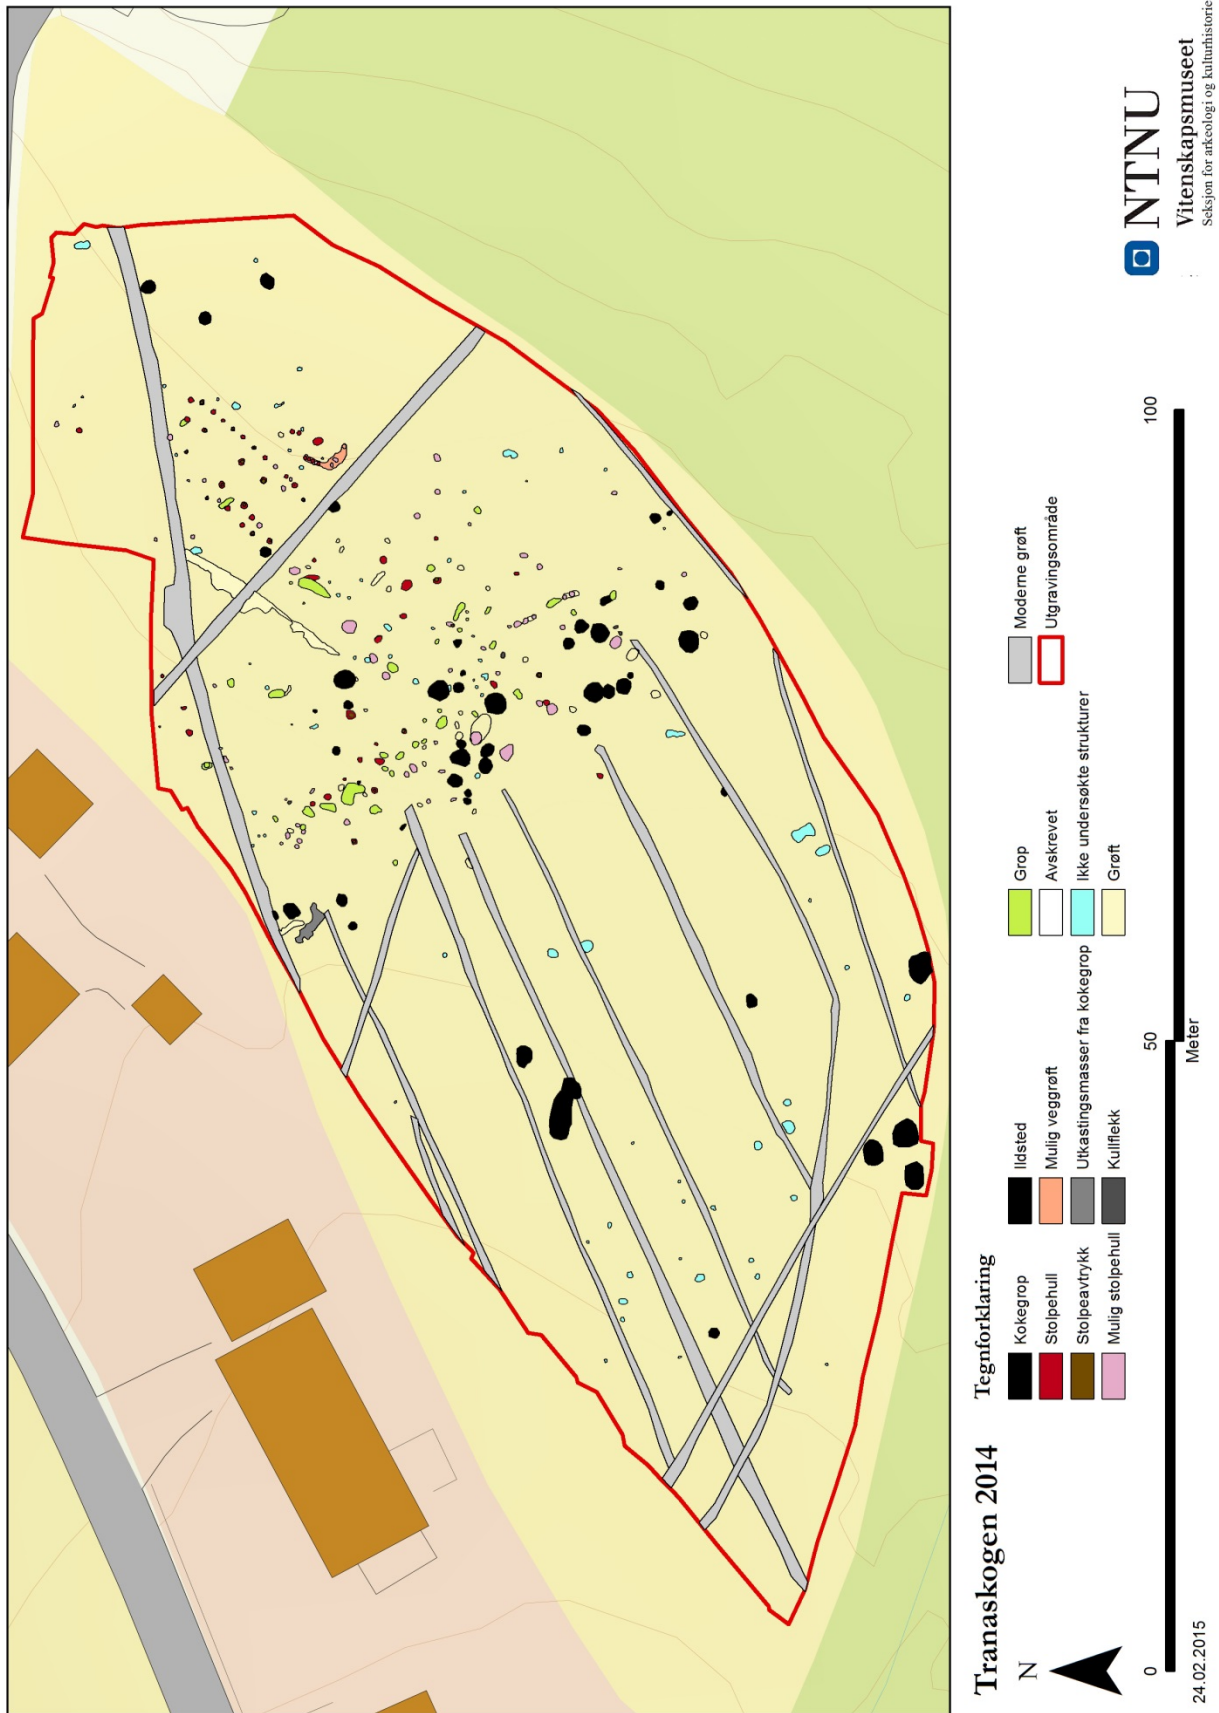 Tranaskogen 2014
Tegnforklaring
Kokegrop
Stolpehull
Stolpeavtrykk
Mulig stolpehull
Ildsted
Mulig veggrøft
Utkastingsmasser fra kokegrop
Kullflekk
Grop
Avskrevet
Ikke undersøkte strukturer
Grøft
Moderne grøft
Utgravingsområde
N
0
50
100
Meter
24.02.2015
NTNU
Vitenskapsmuseet
Seksjon for arkeologi og kulturhistorie